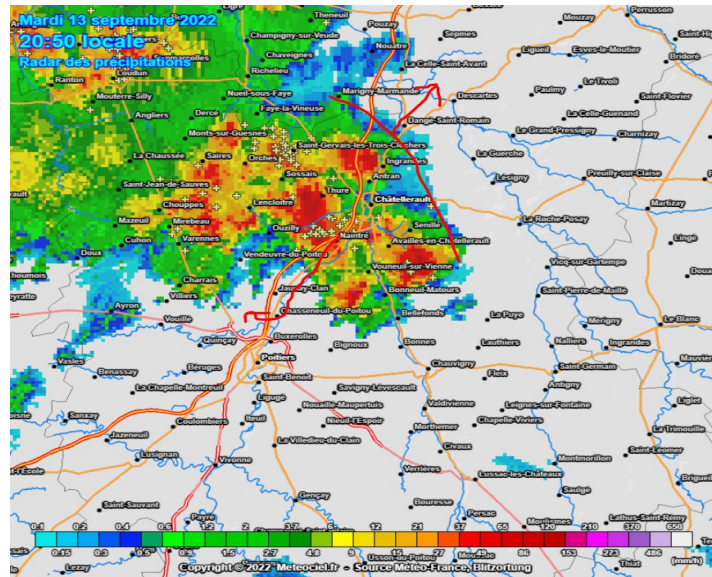 Mardi 13 septembre 2022
20:50 locale
Radar des précipitations
Theneuil
Pouzay
Mouzay
Perrusson
Champigny-sur-Veude
Sepmes
Ligueil
Esves-le-Moutier
Nouâtre
Chaveignes
Bridoré
Richelieu
La Celle-Saint-Avant
Loudun
Ranton
Mouterre-Silly
Nueil-sous-Faye
Marigny-Marmande
Paulmy
Le Tivoli
Saint-Flovier
Descartes
Angliers
Dercé
Faye-la-Vineuse
La Celle-Guenand
Dangé-Saint-Romain
Monts-sur-Guesnes
Le Grand-Pressigny
Charnizay
Saint-Gervais-les-Trois-Clochers
La Chaussée
Saires
Orches
Ingrandes
La Guerche
Sossais
Antran
Preuilly-sur-Claise
Saint-Jean-de-Sauves
Thuré
Lésigny
Châtellerault
Chouppes
Lencloître
Martizay
Mazeuil
Mirebeau
Ouzilly
Senillé
La Roche-Posay
Cuhon
Varennes
Naintré
Availles-en-Châtellerault
Lingé
Doux
Vendeuvre-du-Poitou
Vouneuil-sur-Vienne
Vicq-sur-Gartempe
Charrais
Jaunay-Clan
Bonneuil-Matours
Saint-Pierre-de-Maillé
Villiers
Ayron
Vouillé
Chasseneuil-du-Poitou
Bellefonds
La Puye
Mérigny
Le Blanc
Quinçay
Buxerolles
Bignoux
Bonnes
Lauthiers
Nalliers
Ingrandes
Vasles
Poitiers
Benassay
Béruges
Chauvigny
Saint-Germain
Saint-Benoît
Fleix
La Chapelle-Montreuil
Savigny-Lévescault
Antigny
Ligugé
Nouaillé-Maupertuis
Valdivienne
Leignes-sur-Fontaine
Liglet
Sanxay
Coulombiers
Iteuil
Nieuil-l'Espoir
Morthemer
Chapelle-Viviers
La Trimouille
Jazeneuil
La Villedieu-du-Clain
Civaux
Saint-Léomer
Lusignan
Vivonne
Verrières
Montmorillon
Lussac-les-Châteaux
Gençay
Saulgé
Saint-Sauvant
Bouresse
Payré
Persac
Moulismes
Lathus-Saint-Rémy
0.1 0.2 0.4 0.7 1.2 2 3.7 6.5 12 21 37 65 120 210 370 650
0.15 0.3 0.5 0.9 1.5 2.7 4.8 9 15 27 49 86 153 273 486 (mm/h)
Lezay
Usson-du-Poitou
Thiat
Copyright © 2022 Meteociel.fr - Source Météo-France, Blitzortung